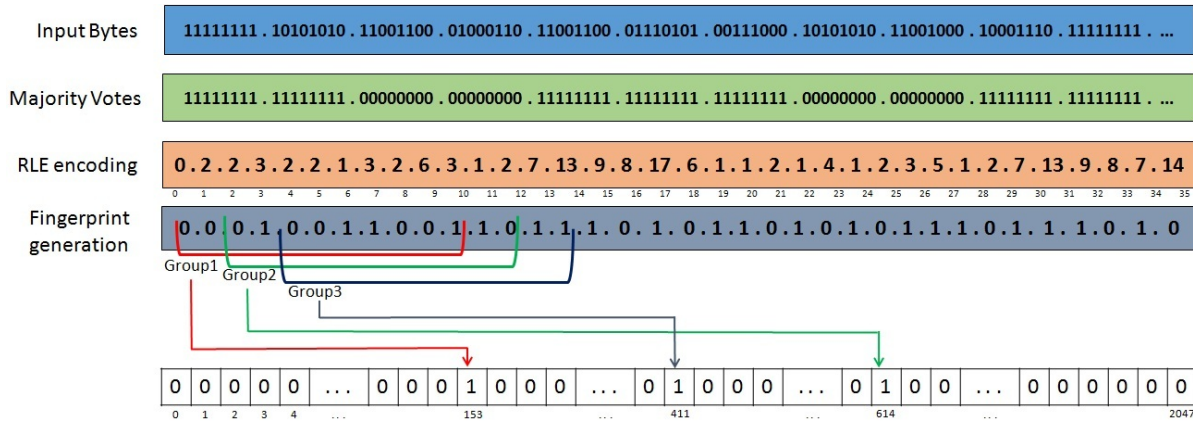 Input Bytes 11111111 . 10101010 . 11001100 . 01000110 . 11001100 . 01110101 . 00111000 . 10101010 . 11001000 . 10001110 . 11111111 . ...
Majority Votes 11111111 . 11111111 . 00000000 . 00000000 . 11111111 . 11111111 . 11111111 . 00000000 . 00000000 . 11111111 . 11111111 . ...
RLE encoding 0 . 2 . 2 . 3 . 2 . 2 . 1 . 3 . 2 . 6 . 3 . 1 . 2 . 7 . 13 . 9 . 8 . 17 . 6 . 1 . 1 . 2 . 1 . 4 . 1 . 2 . 3 . 5 . 1 . 2 . 7 . 13 . 9 . 8 . 7 . 14
0 1 2 3 4 5 6 7 8 9 10 11 12 13 14 15 16 17 18 19 20 21 22 23 24 25 26 27 28 29 30 31 32 33 34 35
Fingerprint
generation
0 . 0 . 0 . 1 . 0 . 0 . 1 . 1 . 0 . 0 . 1 . 1 . 0 . 1 . 1 . 1 . 0 . 1 . 0 . 1 . 1 . 0 . 1 . 0 . 1 . 0 . 1 . 1 . 1 . 0 . 1 . 1 . 1 . 0 . 1 . 0
Group1
Group2
Group3
0 0 0 0 0 ... 0 0 0 1 0 0 0 ... 0 1 0 0 0 ... 0 1 0 0 ... 0 0 0 0 0 0
0 1 2 3 4 ... 153 ... 411 ... 614 ... 2047